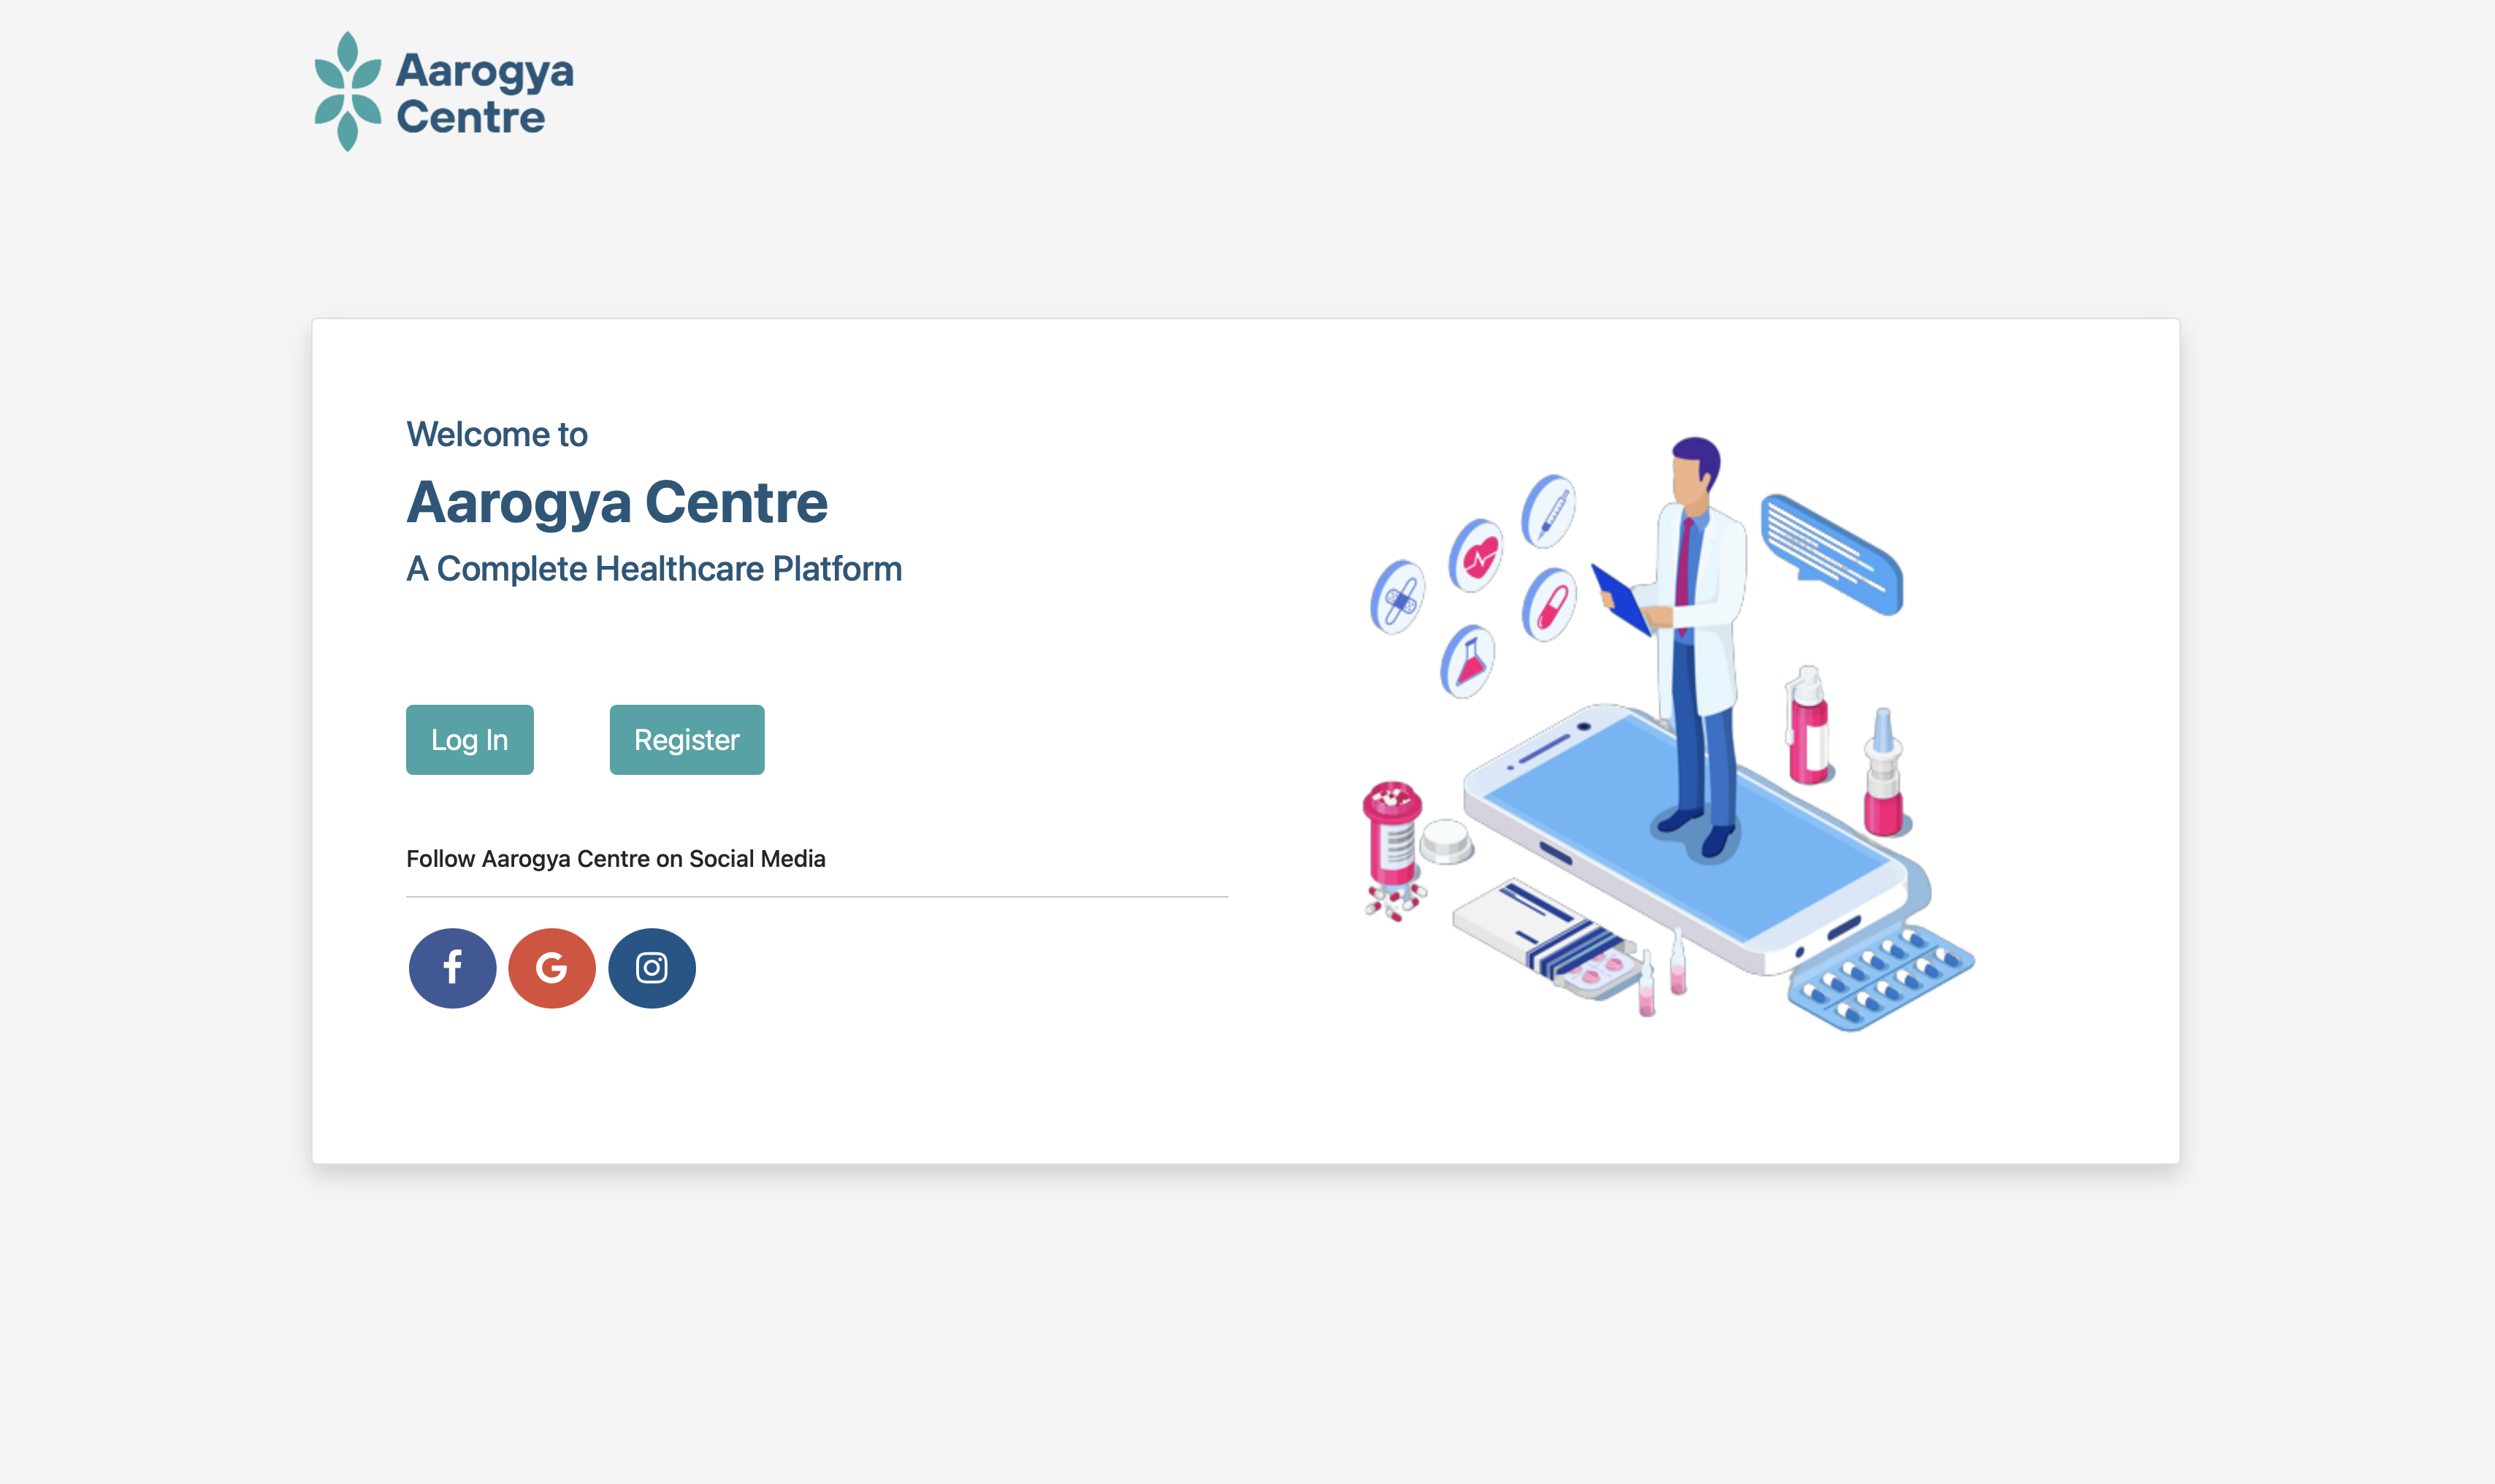 Aarogya
Centre
Welcome to
Aarogya Centre
A Complete Healthcare Platform
Log In
Register
Follow Aarogya Centre on Social Media